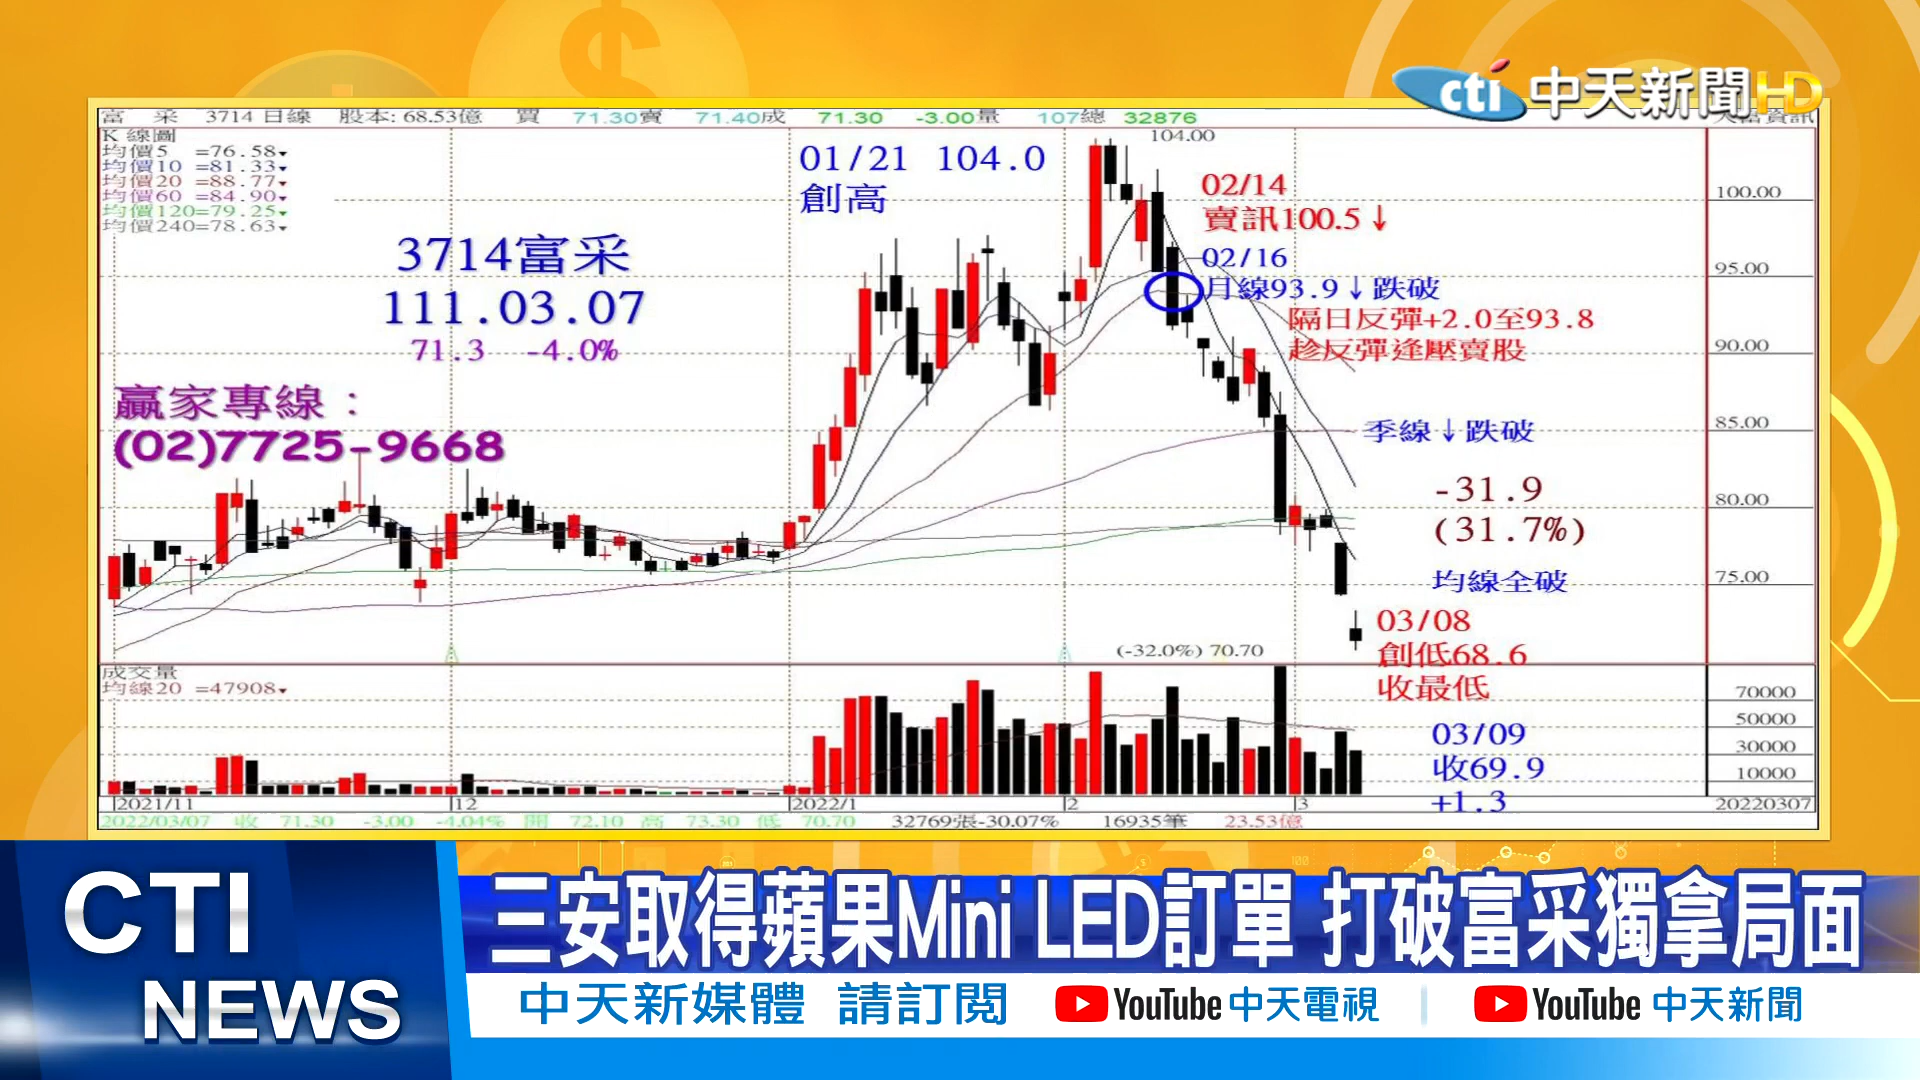 cti 中天新聞HD
富 采 3714 日線 股本: 68.53億 買 71.30賣 71.40成 71.30 -3.00量 107總 32876
K 線圖
均價5 =76.58▾
均價10 =81.33▾
均價20 =88.77▾
均價60 =84.90▾
均價120=79.25▾
均價240=78.63▾
104.00
01/21 104.0
創高
02/14
賣訊100.5↓
02/16
月線93.9↓跌破
隔日反彈+2.0至93.8
趁反彈逢壓賣股
3714富采
111.03.07
71.3 -4.0%
贏家專線：
(02)7725-9668
季線↓跌破
-31.9
(31.7%)
均線全破
100.00
95.00
90.00
85.00
80.00
75.00
(-32.0%) 70.70
03/08
創低68.6
收最低
03/09
收69.9
+1.3
成交量
均線20 =47908▾
70000
50000
30000
10000
2021/11 12 2022/1 2 3 20220307
2022/03/07 收 71.30 -3.00 -4.04% 開 72.10 高 73.30 低 70.70 32769張-30.07% 16935筆 23.53億
CTI
NEWS
三安取得蘋果Mini LED訂單 打破富采獨拿局面
中天新媒體 請訂閱 YouTube 中天電視 YouTube 中天新聞